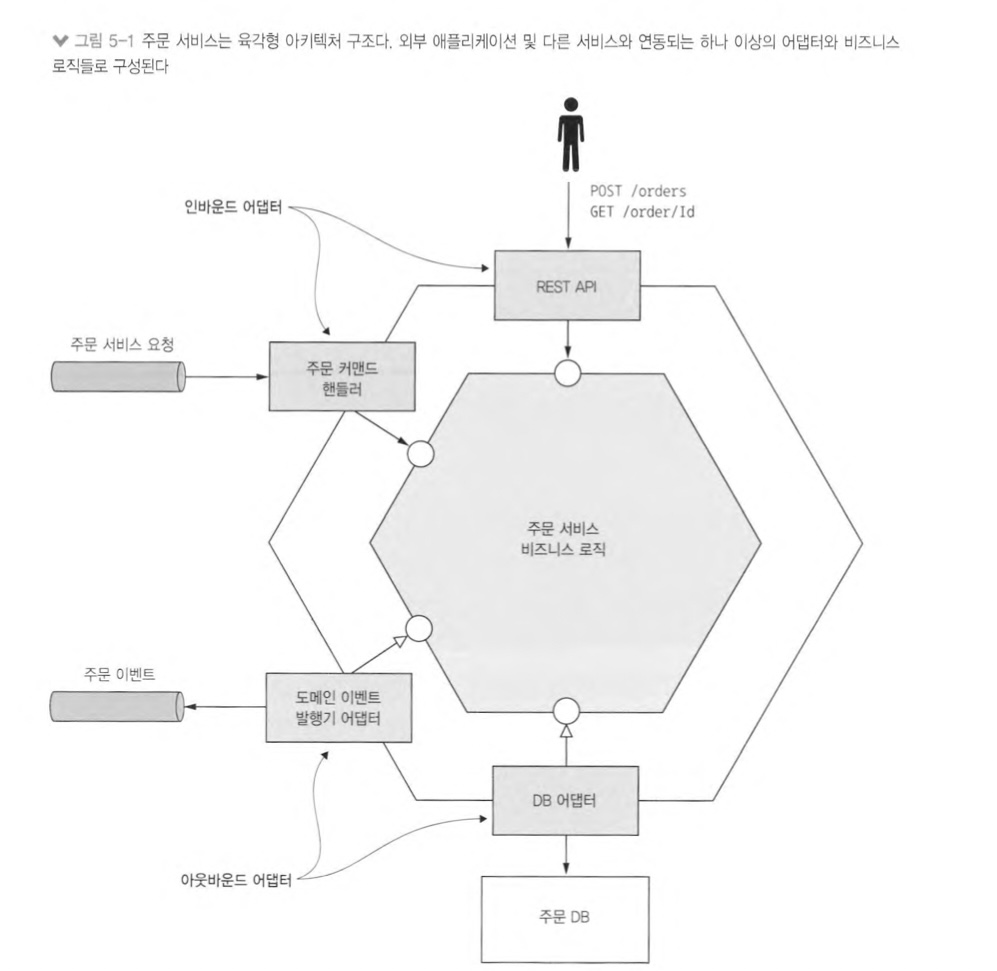 그림 5-1 주문 서비스는 육각형 아키텍처 구조다. 외부 애플리케이션 및 다른 서비스와 연동되는 하나 이상의 어댑터와 비즈니스
로직들로 구성된다
POST /orders
GET /order/Id
인바운드 어댑터
REST API
주문 서비스 요청
주문 커맨드
핸들러
주문 서비스
비즈니스 로직
주문 이벤트
도메인 이벤트
발행기 어댑터
DB 어댑터
아웃바운드 어댑터
주문 DB